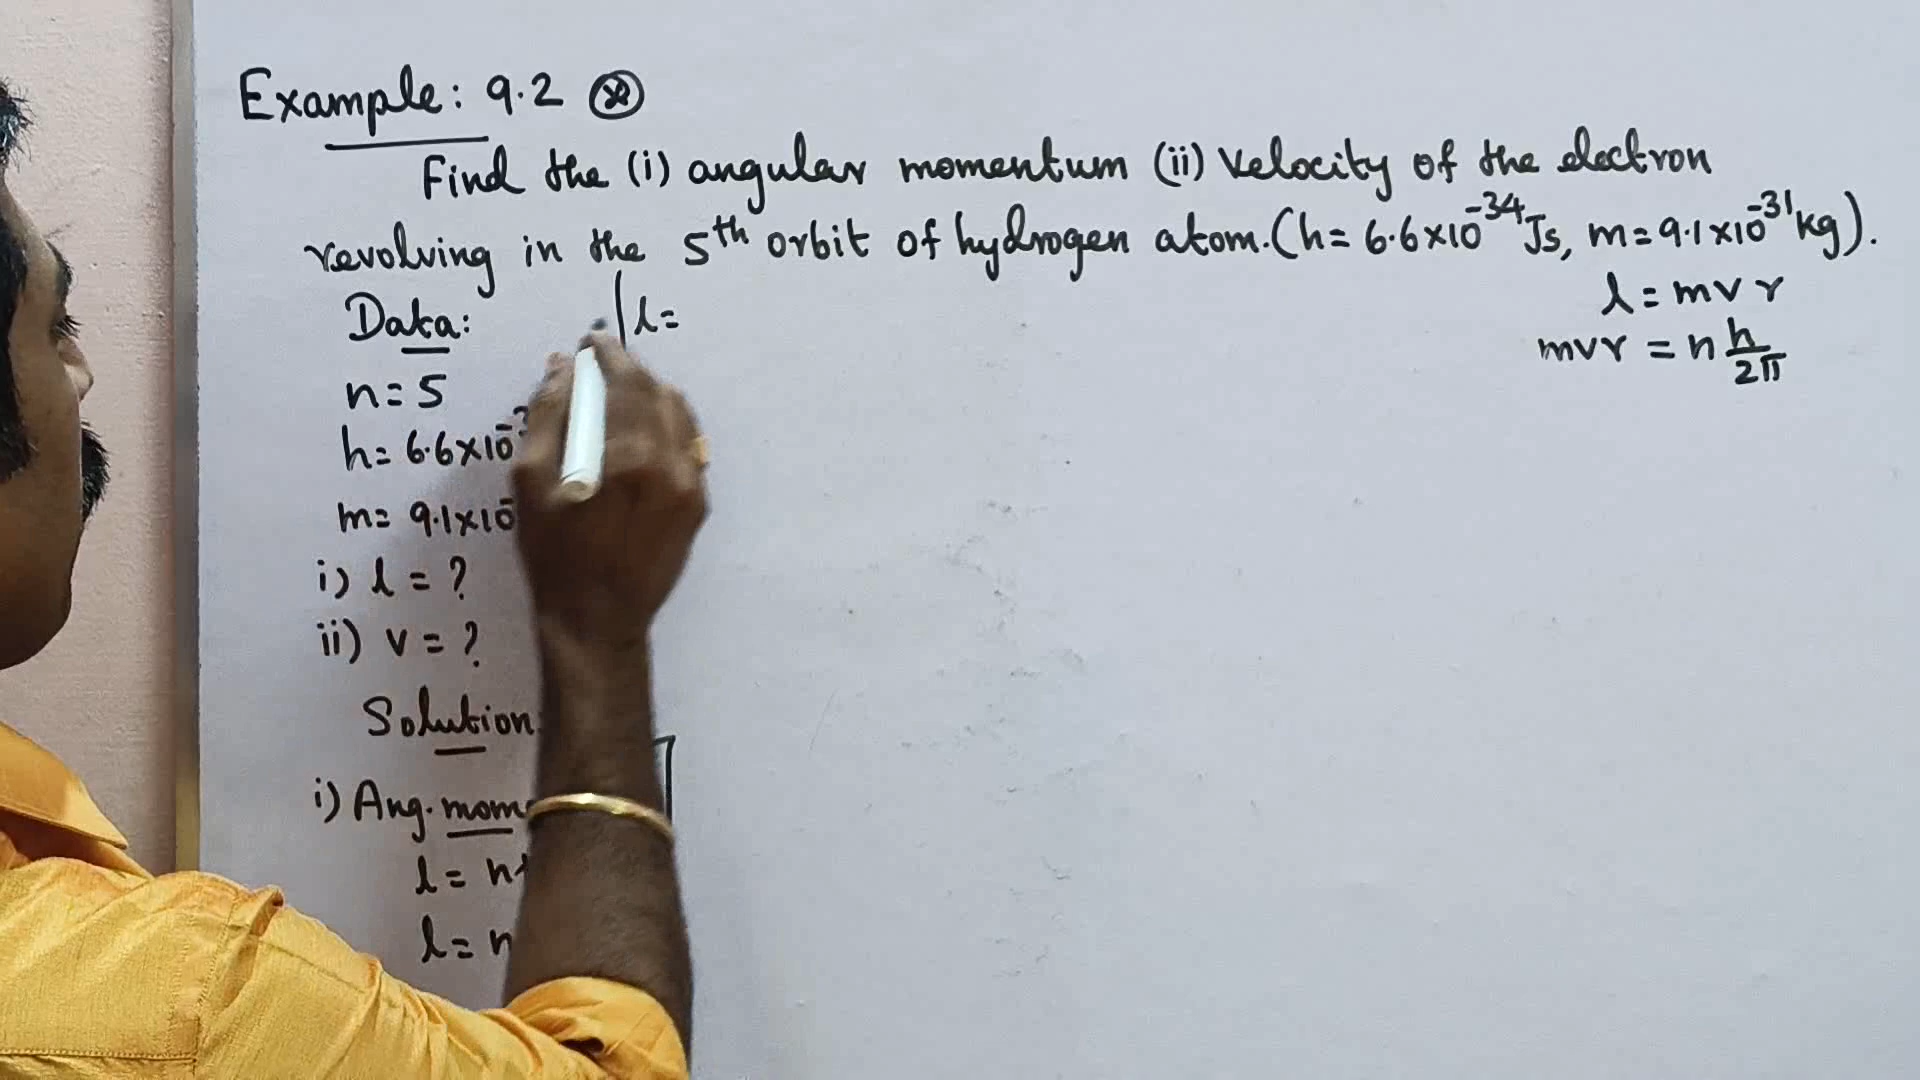 Example: 9.2
Find the (i) angular momentum (ii) Velocity of the electron
revolving in the 5th orbit of hydrogen atom. (h = 6.6×10⁻³⁴ Js, m = 9.1×10⁻³¹ kg).
l = mvr
mvr = n h/2π
Data:
l =
n = 5
h = 6.6×10
m = 9.1×10⁻
i) l = ?
ii) v = ?
Solution
i) Ang. mom
l = n
l = n